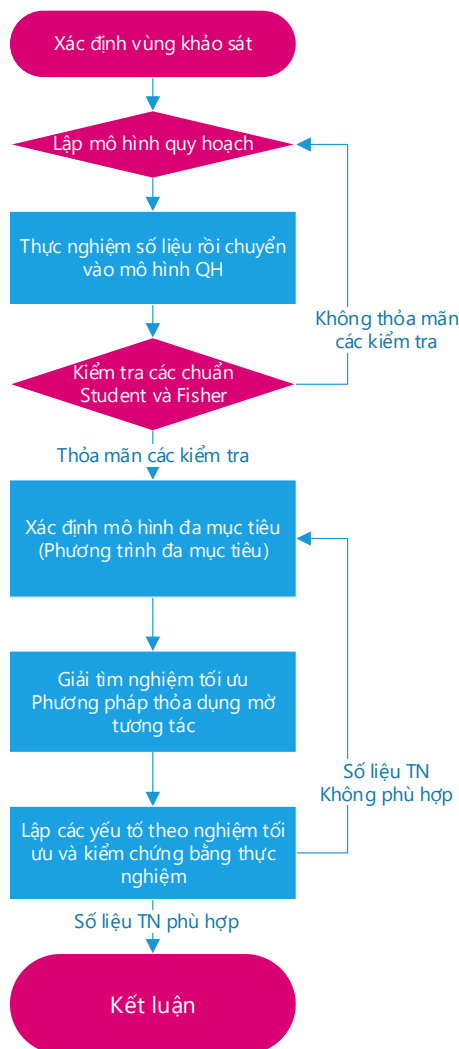 Xác định vùng khảo sát
Lập mô hình quy hoạch
Thực nghiệm số liệu rồi chuyển
vào mô hình QH
Không thỏa mãn
các kiểm tra
Kiểm tra các chuẩn
Student và Fisher
Thỏa mãn các kiểm tra
Xác định mô hình đa mục tiêu
(Phương trình đa mục tiêu)
Giải tìm nghiệm tối ưu
Phương pháp thỏa dụng mờ
tương tác
Số liệu TN
Không phù hợp
Lập các yếu tố theo nghiệm tối
ưu và kiểm chứng bằng thực
nghiệm
Số liệu TN phù hợp
Kết luận